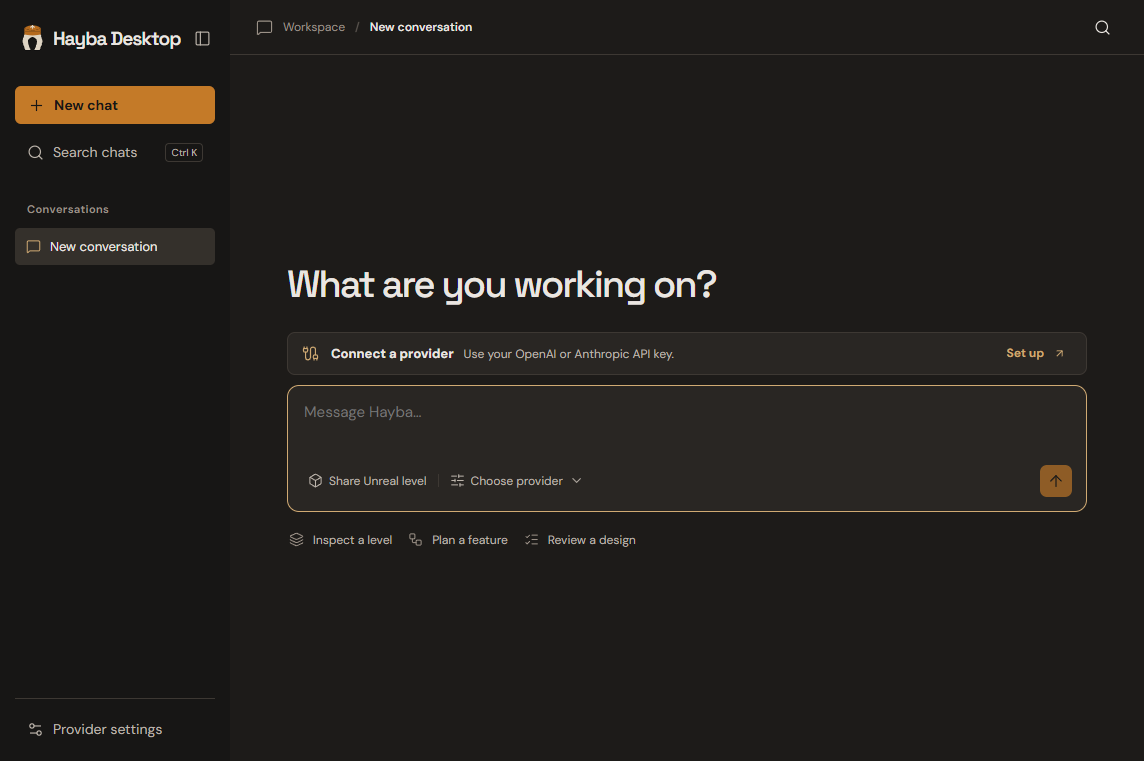 Hayba Desktop
New chat
Search chats
Ctrl K
Conversations
New conversation
Provider settings
Workspace / New conversation
What are you working on?
Connect a provider Use your OpenAI or Anthropic API key. Set up
Message Hayba...
Share Unreal level Choose provider
Inspect a level Plan a feature Review a design